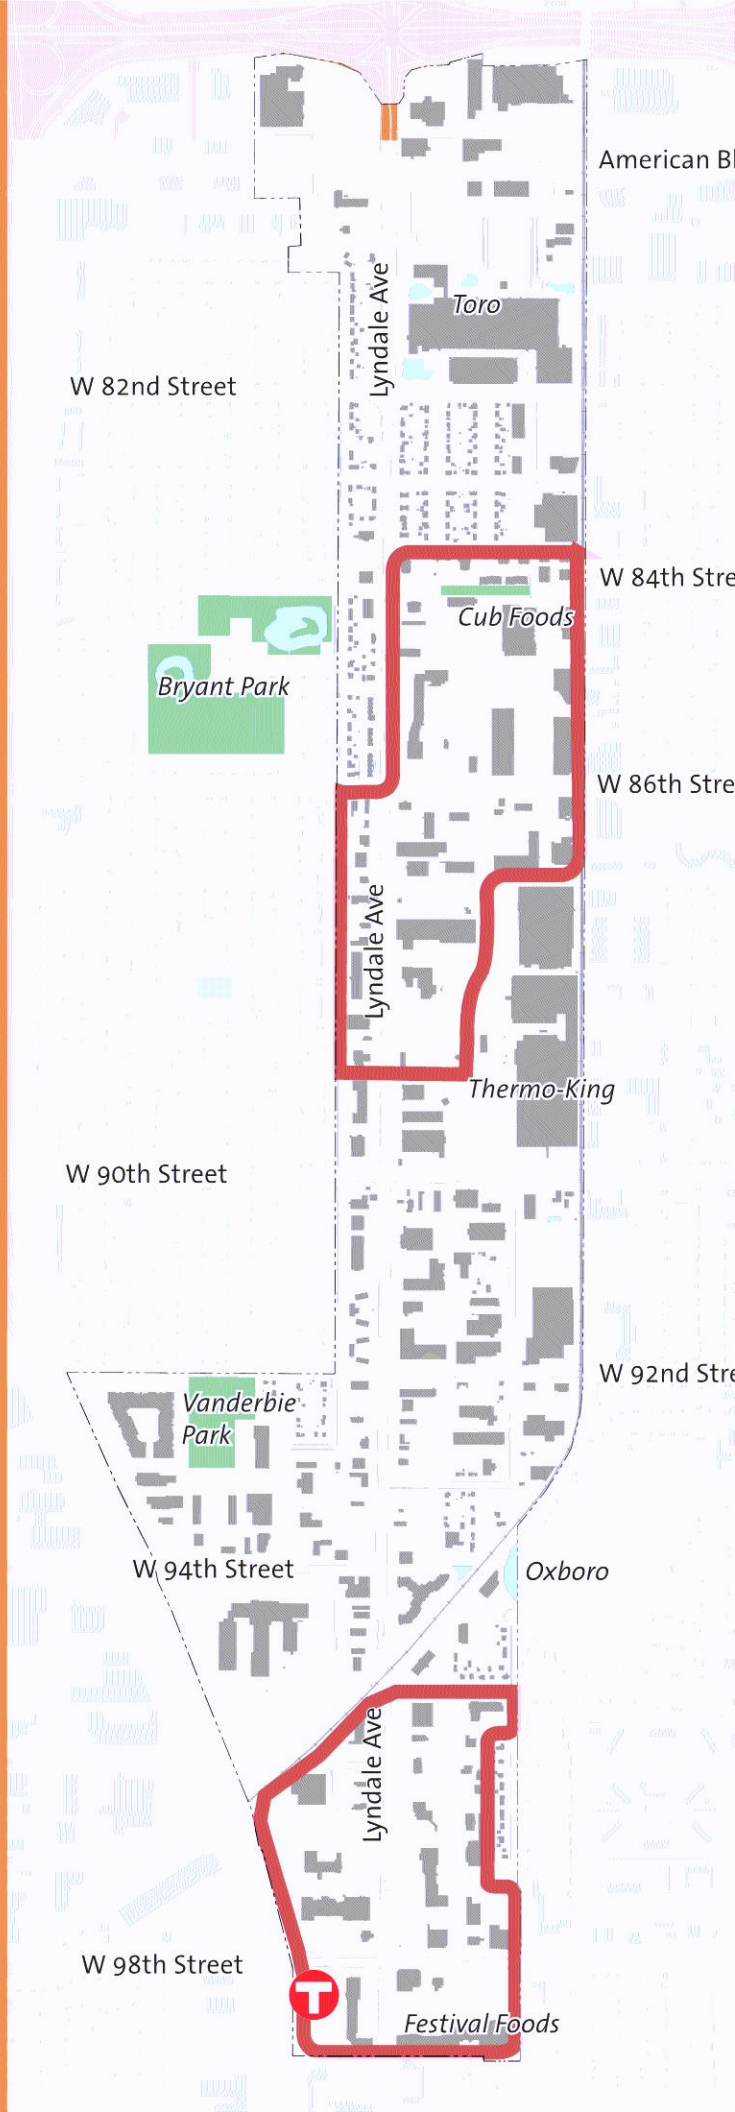 American Bl
Lyndale Ave
Toro
W 82nd Street
W 84th Stre
Cub Foods
Bryant Park
W 86th Stre
Lyndale Ave
Thermo-King
W 90th Street
W 92nd Stre
Vanderbie
Park
W 94th Street
Oxboro
Lyndale Ave
W 98th Street
T
Festival Foods